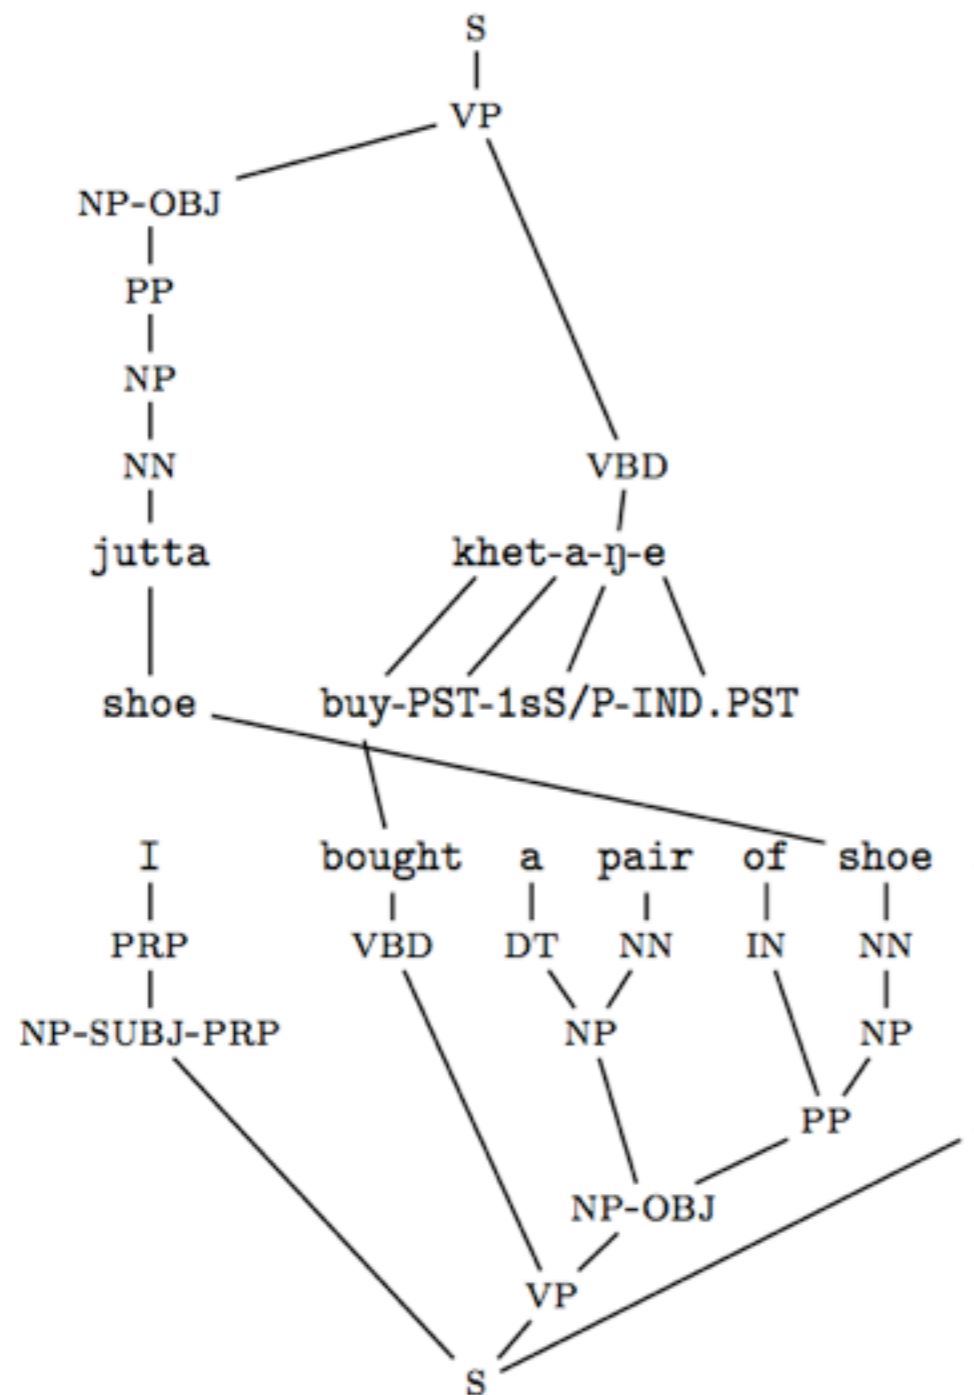 S
VP
NP-OBJ
PP
NP
NN VBD
jutta khet-a-ŋ-e
shoe buy-PST-1sS/P-IND.PST
I bought a pair of shoe
PRP VBD DT NN IN NN
NP-SUBJ-PRP NP NP
PP
NP-OBJ
VP
S